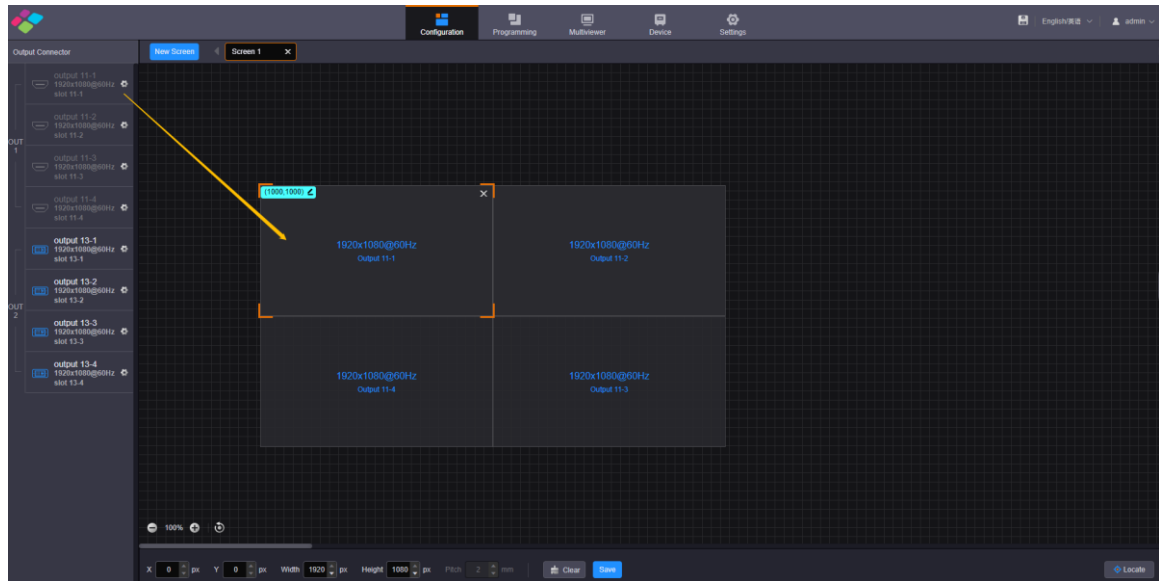 Configuration
Programming
Multiviewer
Device
Settings
English/英语
admin
Output Connector
New Screen
Screen 1
OUT
1
output 11-1
1920x1080@60Hz
slot 11-1
output 11-2
1920x1080@60Hz
slot 11-2
output 11-3
1920x1080@60Hz
slot 11-3
output 11-4
1920x1080@60Hz
slot 11-4
OUT
2
output 13-1
1920x1080@60Hz
slot 13-1
output 13-2
1920x1080@60Hz
slot 13-2
output 13-3
1920x1080@60Hz
slot 13-3
output 13-4
1920x1080@60Hz
slot 13-4
(1000,1000)
1920x1080@60Hz
Output 11-1
1920x1080@60Hz
Output 11-2
1920x1080@60Hz
Output 11-4
1920x1080@60Hz
Output 11-3
100%
X 0 px Y 0 px Width 1920 px Height 1080 px Pitch 2 mm Clear Save Locate